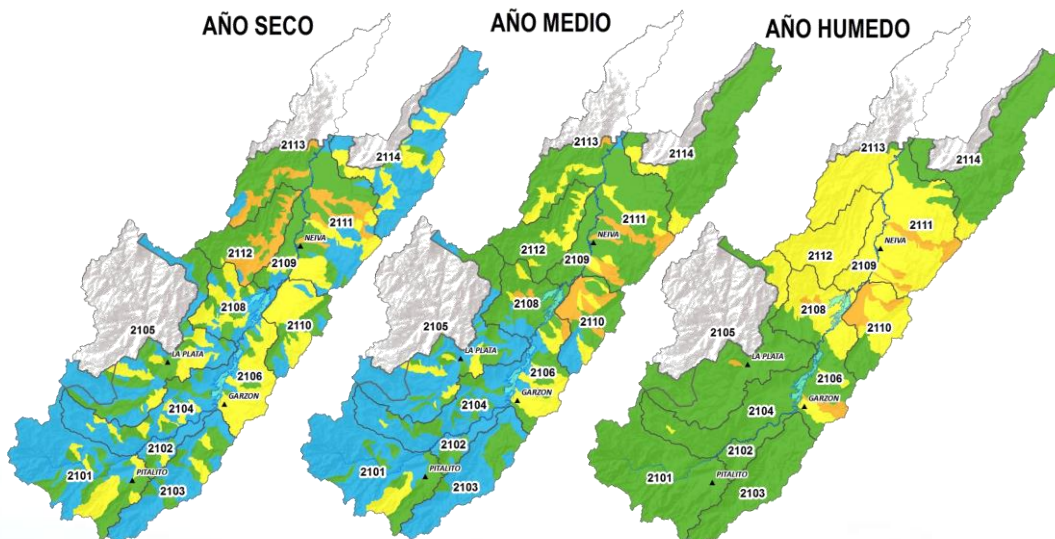 AÑO SECO
2113
2114
2111
NEIVA
2112
2109
2108
2110
2105
LA PLATA
2106
GARZON
2104
2102
PITALITO
2101
2103
AÑO MEDIO
2113
2114
2111
NEIVA
2112
2109
2108
2110
2105
LA PLATA
2106
GARZON
2104
2102
2101
PITALITO
2103
AÑO HUMEDO
2113
2114
2111
NEIVA
2112
2109
2108
2110
2105
LA PLATA
2106
GARZON
2104
2102
2101
PITALITO
2103